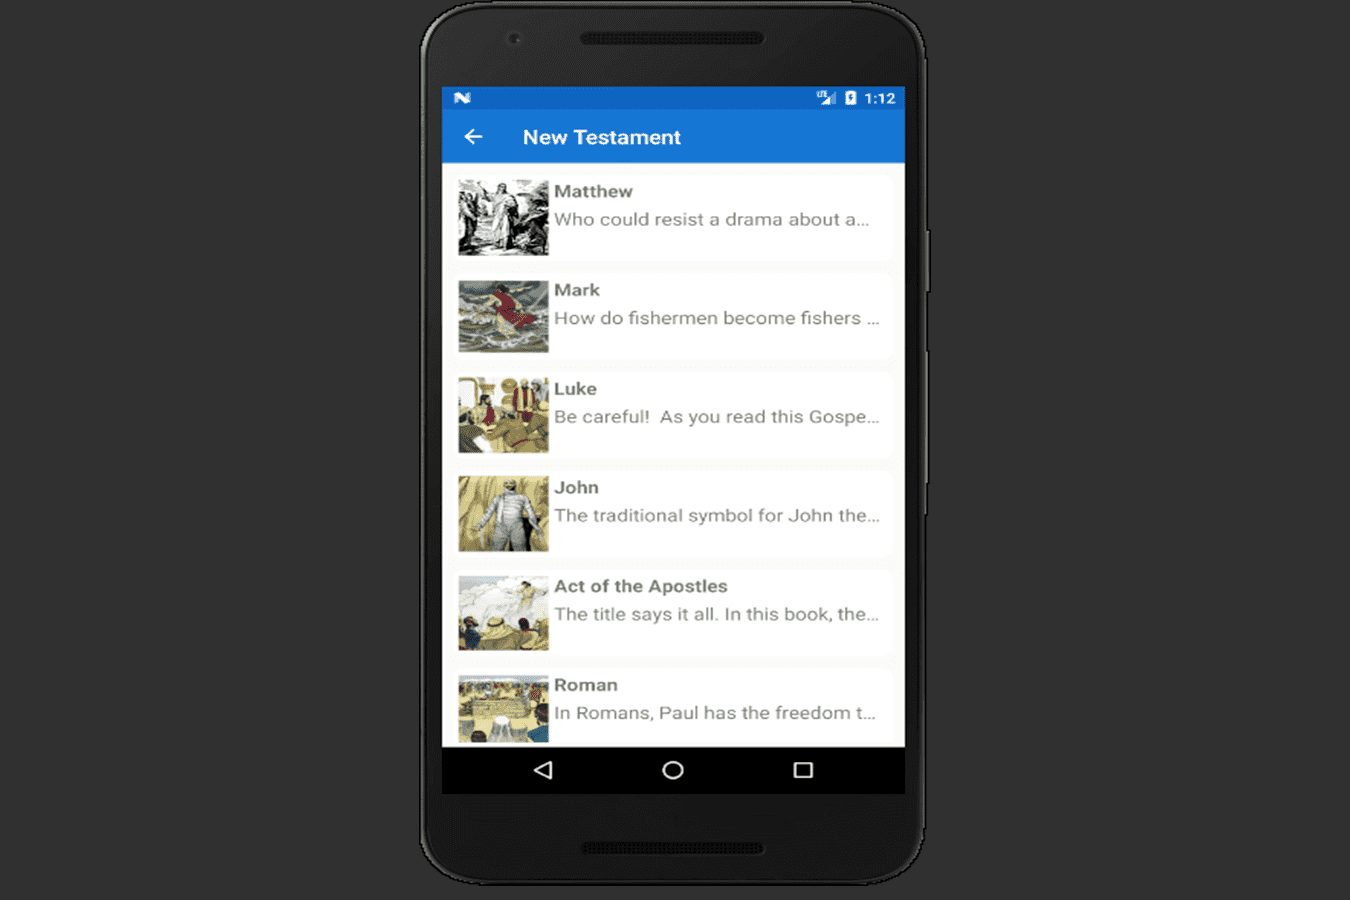 LTE 1:12
New Testament
Matthew
Who could resist a drama about a...
Mark
How do fishermen become fishers ...
Luke
Be careful!  As you read this Gospe...
John
The traditional symbol for John the...
Act of the Apostles
The title says it all. In this book, the...
Roman
In Romans, Paul has the freedom t...